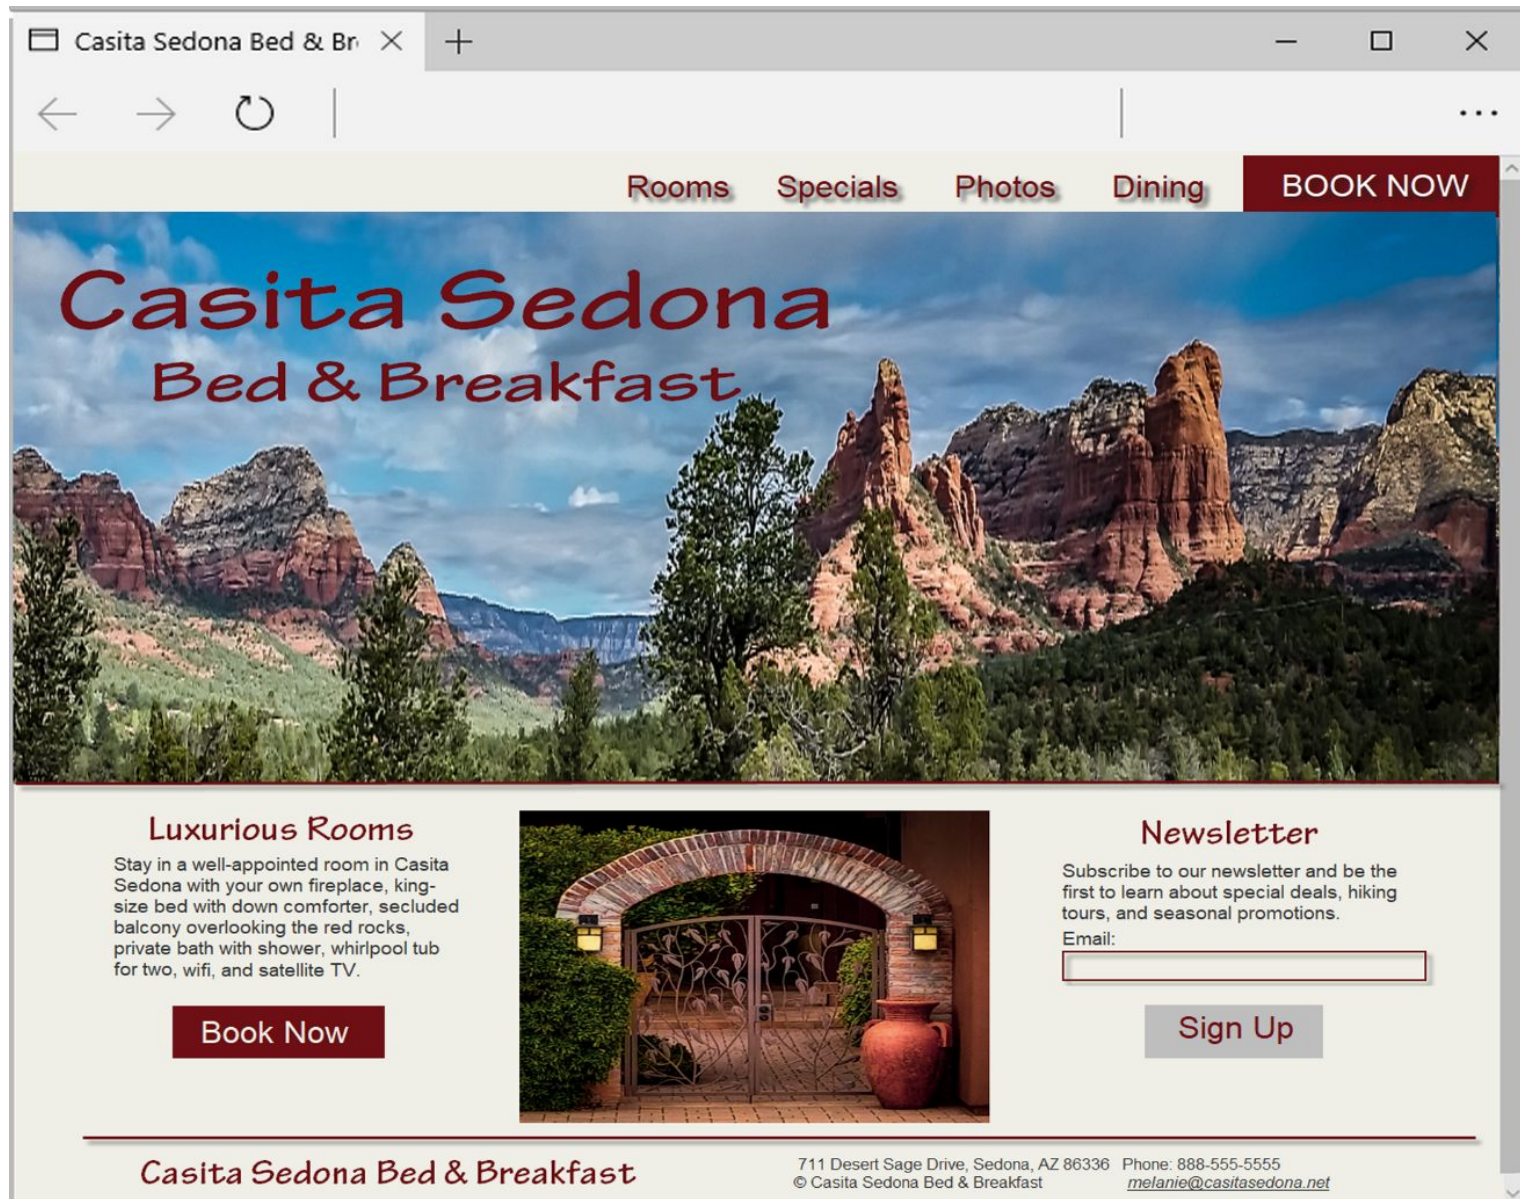 Casita Sedona Bed & Br
Rooms Specials Photos Dining BOOK NOW
Casita Sedona
Bed & Breakfast
Luxurious Rooms
Stay in a well-appointed room in Casita
Sedona with your own fireplace, king-
size bed with down comforter, secluded
balcony overlooking the red rocks,
private bath with shower, whirlpool tub
for two, wifi, and satellite TV.
Book Now
Newsletter
Subscribe to our newsletter and be the
first to learn about special deals, hiking
tours, and seasonal promotions.
Email:
Sign Up
Casita Sedona Bed & Breakfast
711 Desert Sage Drive, Sedona, AZ 86336 Phone: 888-555-5555
© Casita Sedona Bed & Breakfast melanie@casitasedona.net